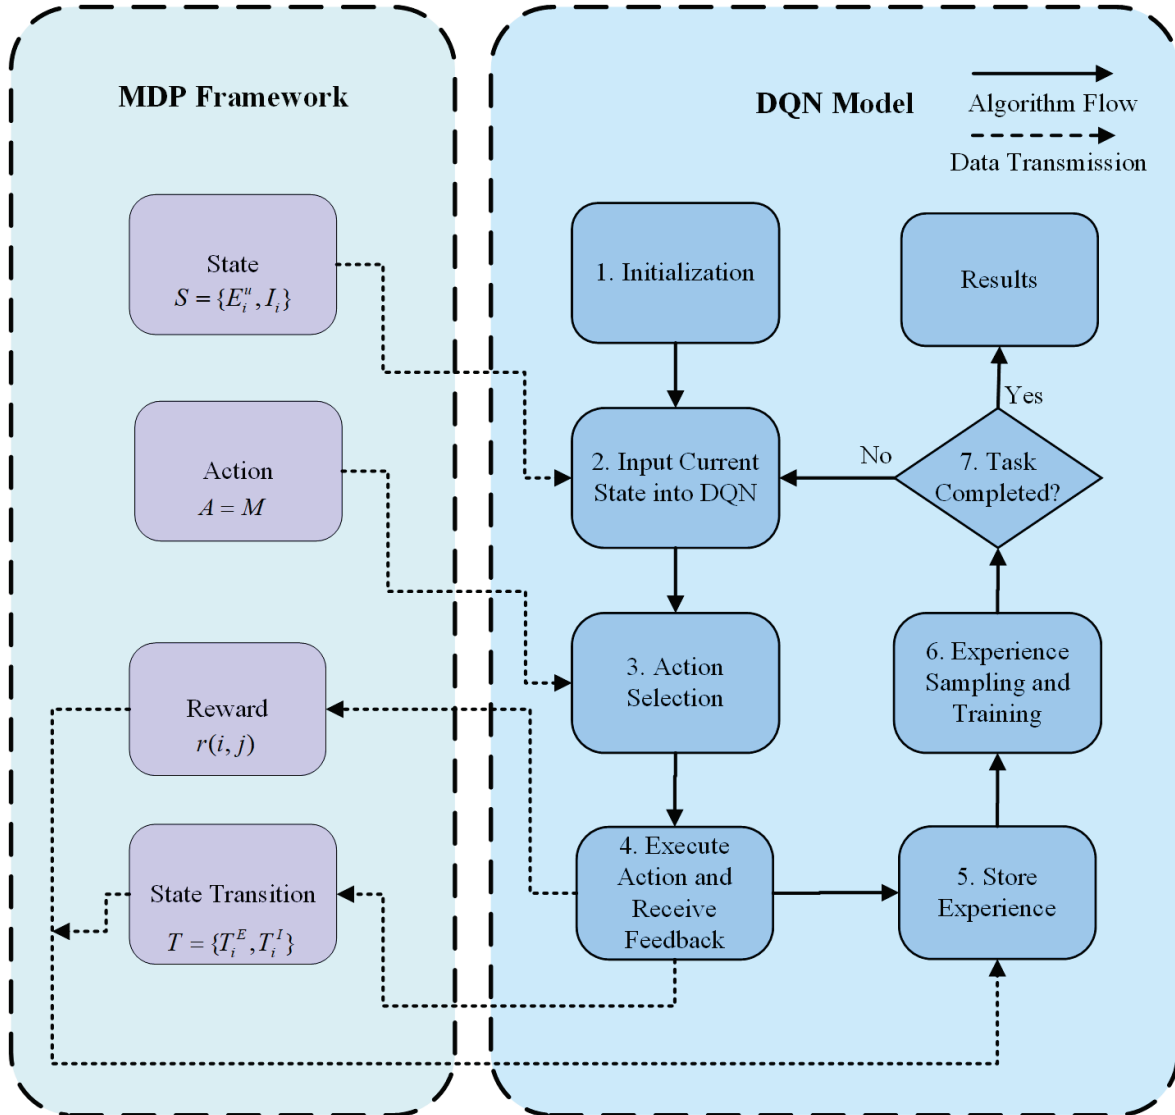 MDP Framework
State
S = {E_i^u, I_i}
Action
A = M
Reward
r(i, j)
State Transition
T = {T_i^E, T_i^I}
DQN Model
Algorithm Flow
Data Transmission
1. Initialization
Results
Yes
No
2. Input Current
State into DQN
7. Task
Completed?
3. Action
Selection
6. Experience
Sampling and
Training
4. Execute
Action and
Receive
Feedback
5. Store
Experience